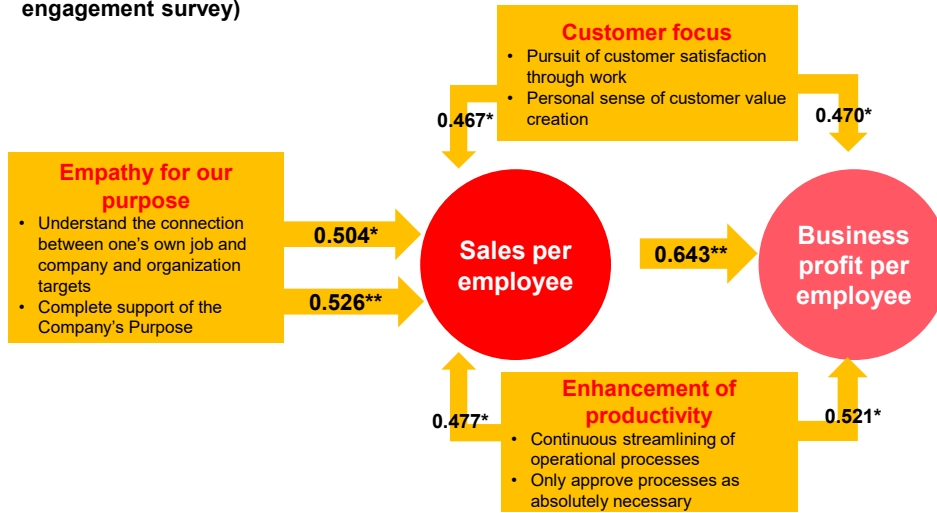 engagement survey)
Customer focus
• Pursuit of customer satisfaction
through work
• Personal sense of customer value
creation
0.467*
0.470*
Empathy for our
purpose
• Understand the connection
between one's own job and
company and organization
targets
• Complete support of the
Company's Purpose
0.504*
0.526**
Sales per
employee
0.643**
Business
profit per
employee
0.477*
Enhancement of
productivity
• Continuous streamlining of
operational processes
• Only approve processes as
absolutely necessary
0.521*